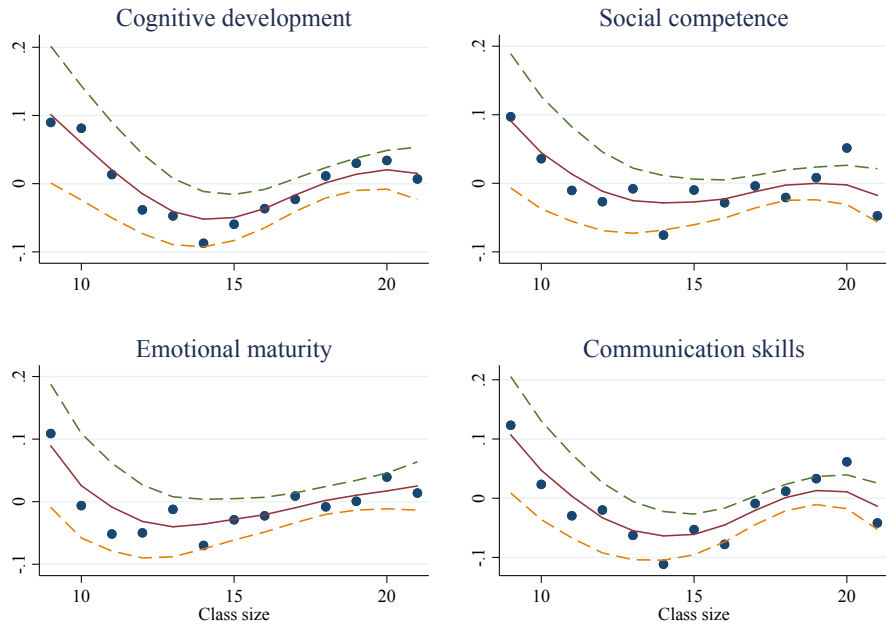 Cognitive development
.2
.1
0
-.1
10 15 20
Social competence
.2
.1
0
-.1
10 15 20
Emotional maturity
.2
.1
0
-.1
10 15 20
Class size
Communication skills
.2
.1
0
-.1
10 15 20
Class size